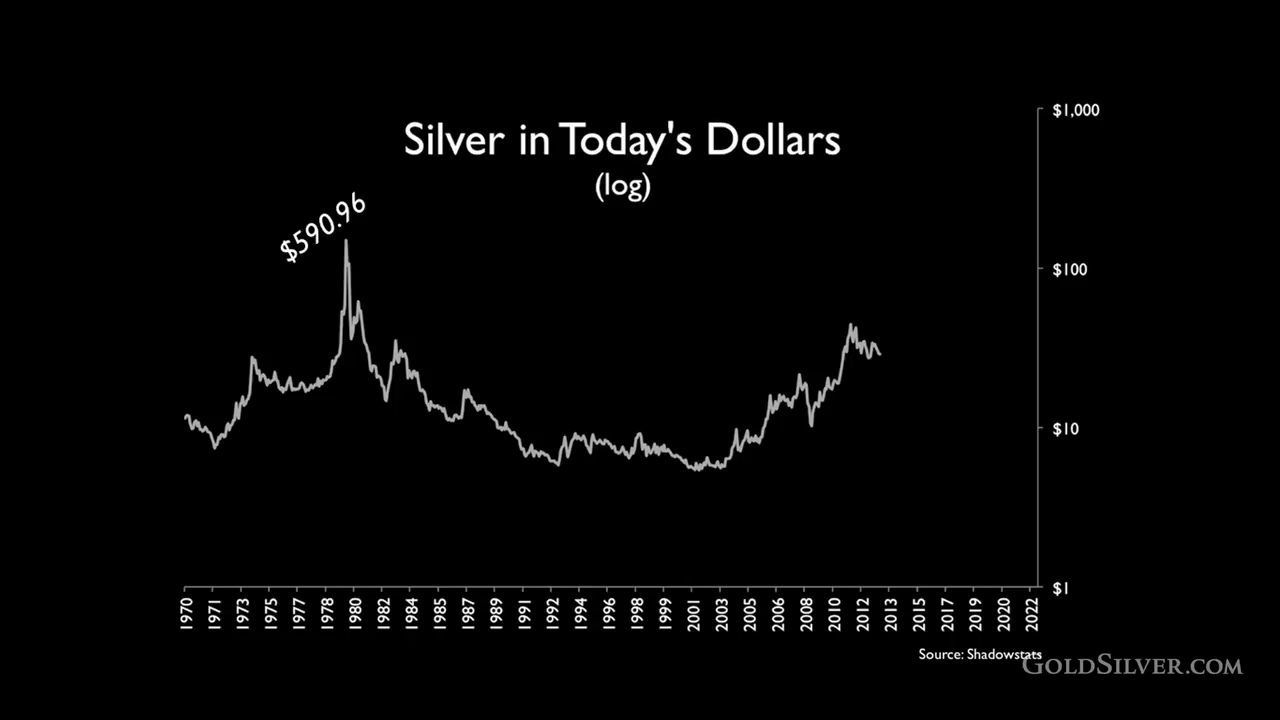 Silver in Today's Dollars
(log)
$590.96
$1,000
$100
$10
$1
1970 1971 1973 1975 1977 1978 1980 1982 1984 1985 1987 1989 1991 1992 1994 1996 1998 1999 2001 2003 2005 2006 2008 2010 2012 2013 2015 2017 2019 2020 2022
Source: Shadowstats
GOLDSILVER.COM